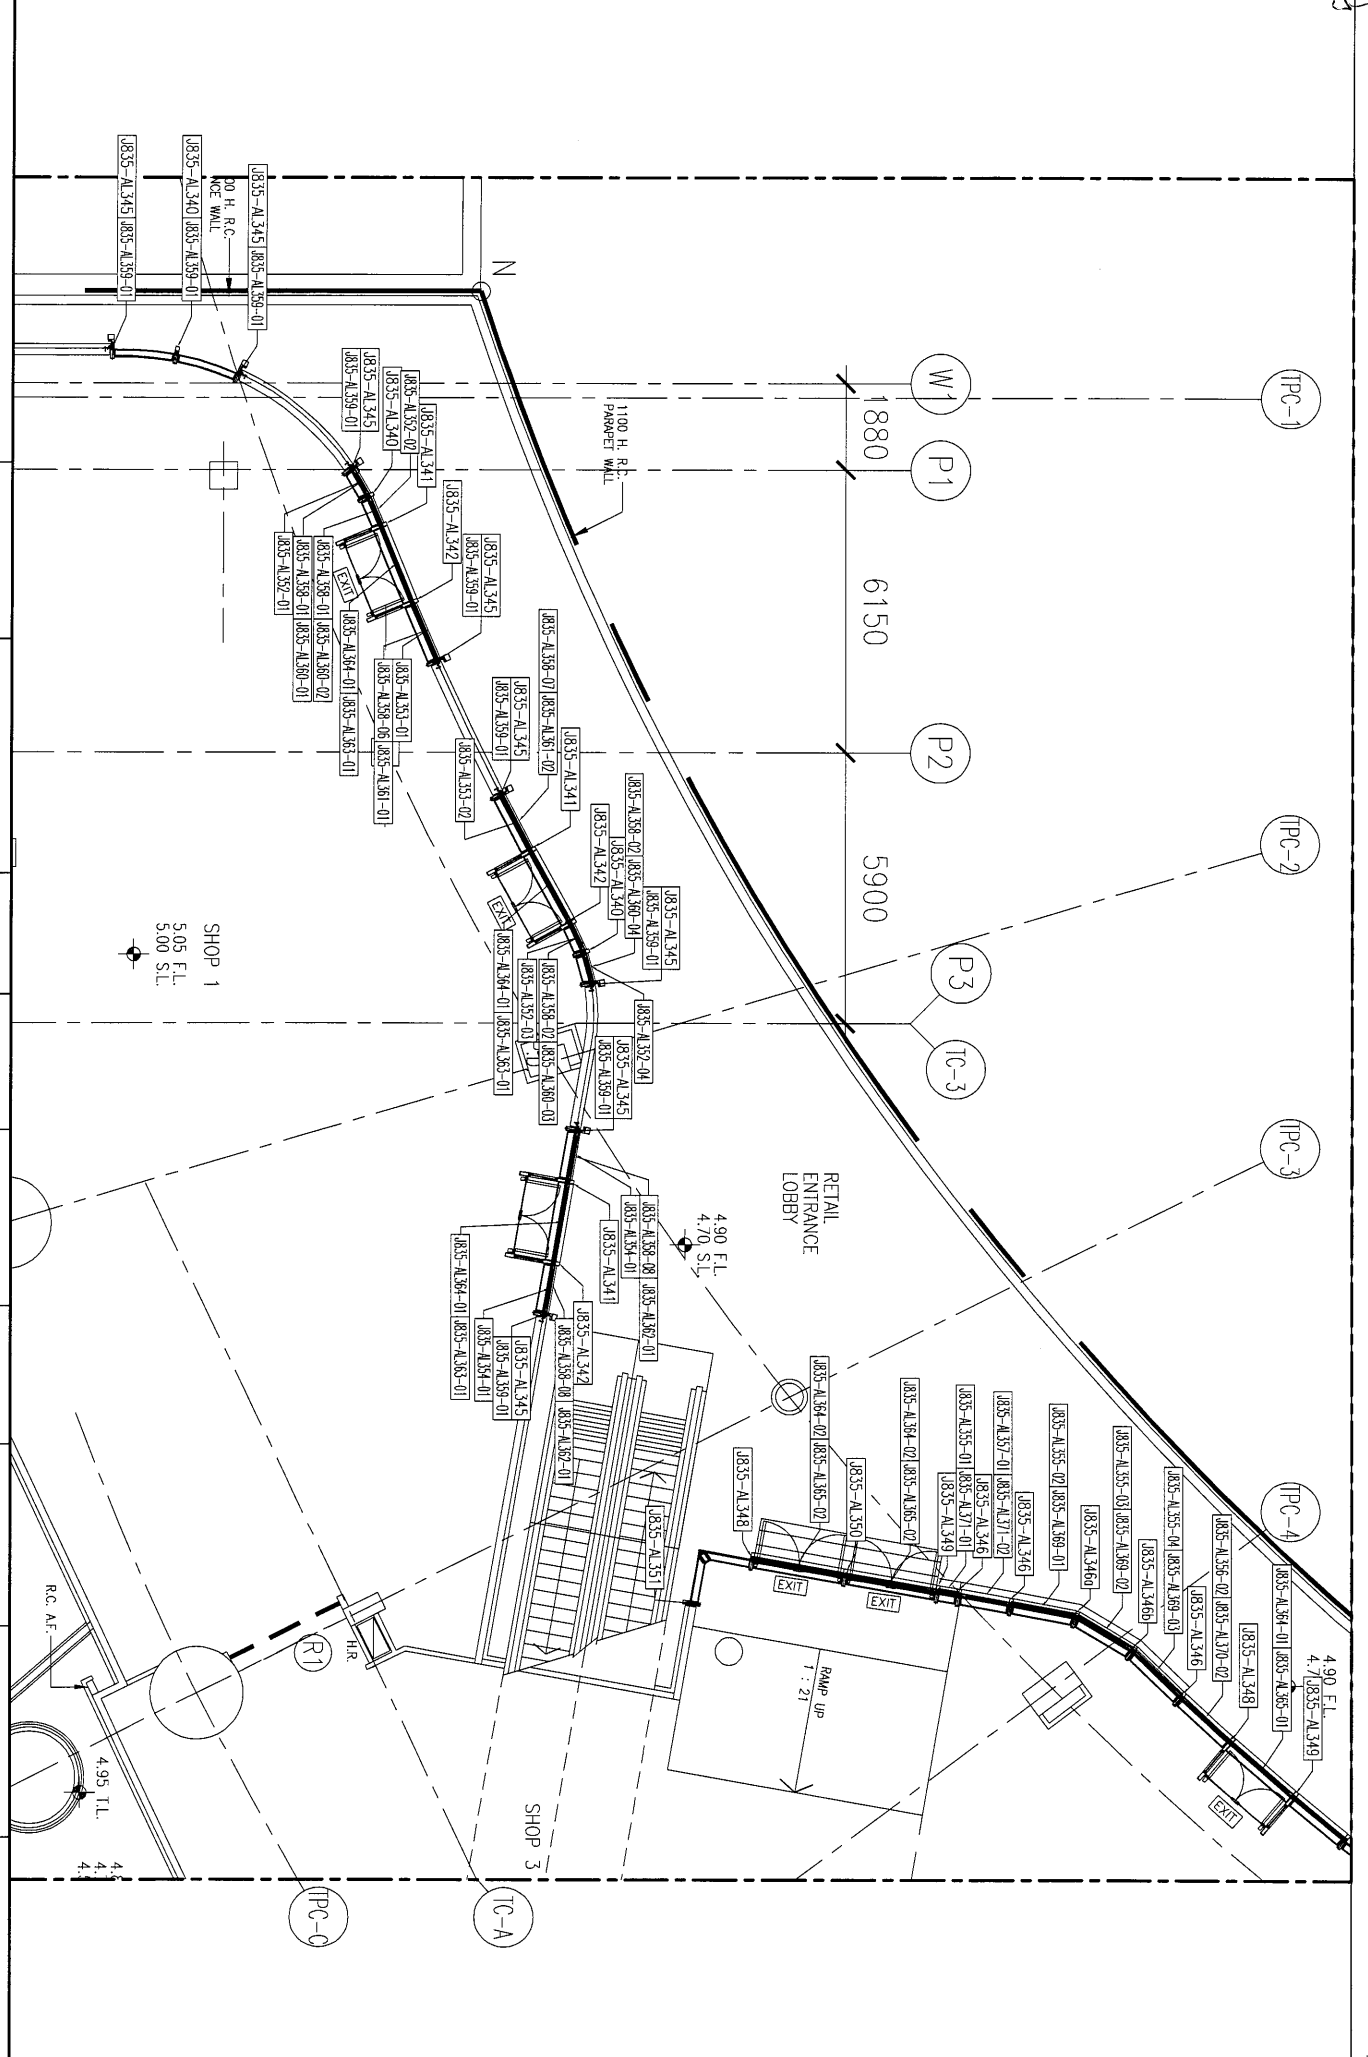 TPC-1
W1
1880
P1
6150
P2
5900
P3
TC-3
TPC-2
TPC-3
TPC-4
N
1100 H. R.C.
PARAPET WALL
00 H. R.C.
NCE WALL
J835-AL345 J835-AL359-01
J835-AL340 J835-AL359-01
J835-AL345 J835-AL359-01
J835-AL345
J835-AL359-01
J835-AL340
J835-AL352-02
J835-AL341
J835-AL342
J835-AL345
J835-AL359-01
J835-AL352-01
J835-AL358-01 J835-AL360-01
J835-AL358-01 J835-AL360-02
EXIT
J835-AL364-01 J835-AL363-01
J835-AL353-01
J835-AL358-06 J835-AL361-01
J835-AL358-07 J835-AL361-02
J835-AL345
J835-AL359-01
J835-AL353-02
J835-AL341
J835-AL342
J835-AL340
J835-AL358-02 J835-AL360-04
J835-AL345
J835-AL359-01
EXIT
J835-AL364-01 J835-AL363-01
J835-AL352-03
J835-AL358-02 J835-AL360-03
J835-AL352-04
J835-AL345
J835-AL359-01
SHOP 1
5.05 F.L.
5.00 S.L.
RETAIL
ENTRANCE
LOBBY
4.90 F.L.
4.70 S.L.
J835-AL358-08 J835-AL362-01
J835-AL354-01
J835-AL341
J835-AL342
J835-AL358-08 J835-AL362-01
J835-AL345
J835-AL359-01
J835-AL354-01
J835-AL364-01 J835-AL363-01
J835-AL351
J835-AL348
J835-AL364-02 J835-AL365-02
J835-AL350
J835-AL364-02 J835-AL365-02
J835-AL349
J835-AL355-01 J835-AL371-01
J835-AL346
J835-AL357-01 J835-AL371-02
J835-AL346
J835-AL355-02 J835-AL369-01
J835-AL346a
J835-AL355-03 J835-AL369-02
J835-AL346b
J835-AL355-04 J835-AL369-03
J835-AL346
J835-AL356-02 J835-AL370-02
J835-AL348
J835-AL364-01 J835-AL365-01
4.90 F.L.
4.7
J835-AL349
EXIT
EXIT
EXIT
RAMP UP
1 : 21
H.R.
R1
R.C. A.F.
4.95 T.L.
SHOP 3
TPC-C
TC-A